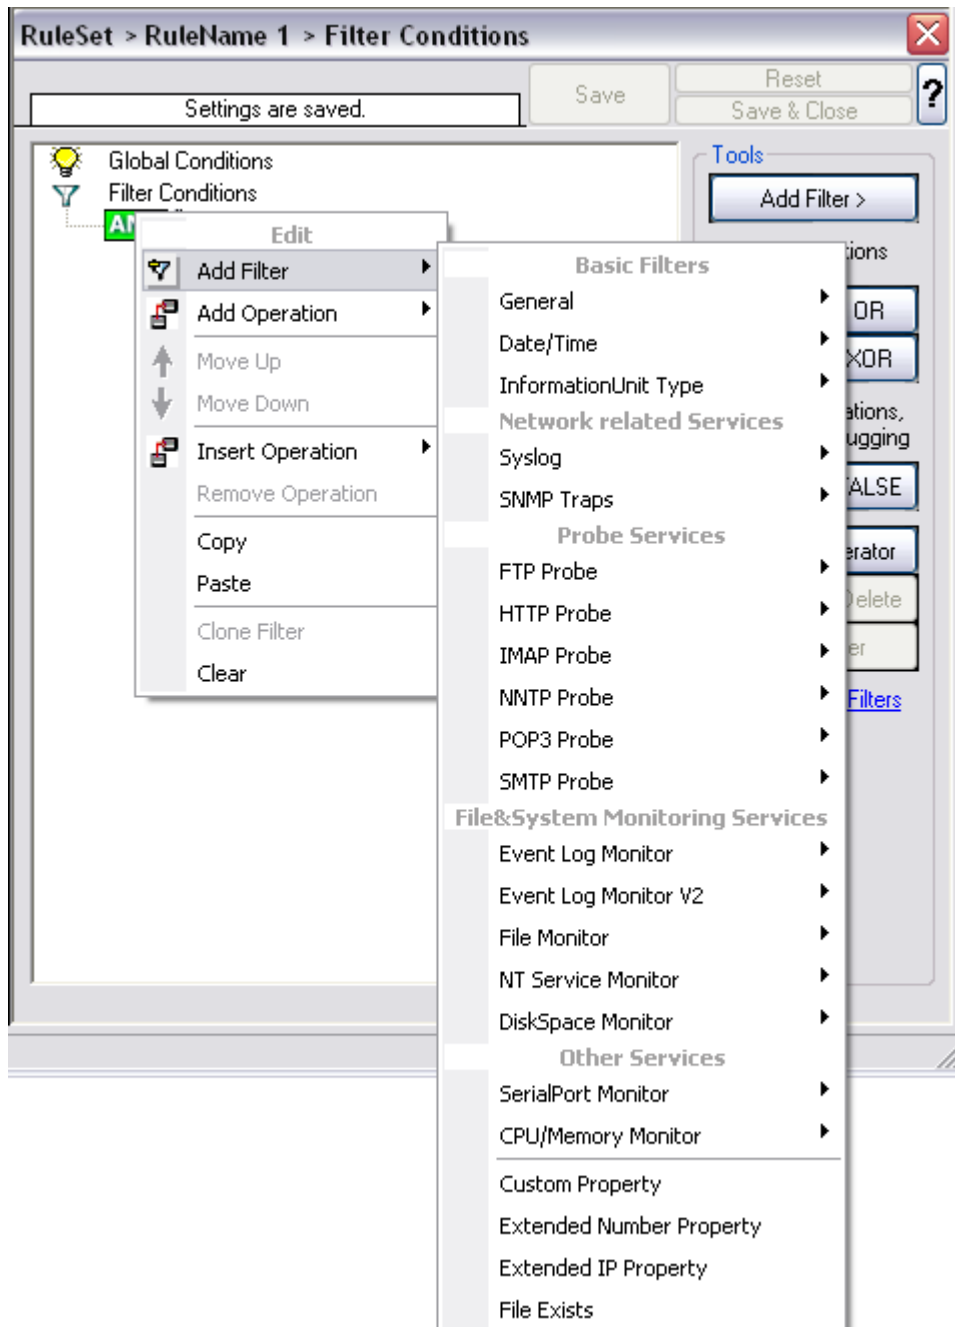 RuleSet > RuleName 1 > Filter Conditions
Settings are saved.
Save
Reset
Save & Close
?
Global Conditions
Filter Conditions
Tools
Add Filter >
OR
XOR
Filters
Edit
Add Filter
Add Operation
Move Up
Move Down
Insert Operation
Remove Operation
Copy
Paste
Clone Filter
Clear
Basic Filters
General
Date/Time
InformationUnit Type
Network related Services
Syslog
SNMP Traps
Probe Services
FTP Probe
HTTP Probe
IMAP Probe
NNTP Probe
POP3 Probe
SMTP Probe
File&System Monitoring Services
Event Log Monitor
Event Log Monitor V2
File Monitor
NT Service Monitor
DiskSpace Monitor
Other Services
SerialPort Monitor
CPU/Memory Monitor
Custom Property
Extended Number Property
Extended IP Property
File Exists